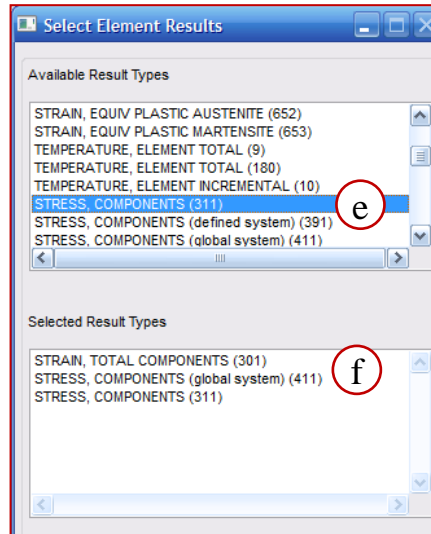 Select Element Results
Available Result Types
STRAIN, EQUIV PLASTIC AUSTENITE (652)
STRAIN, EQUIV PLASTIC MARTENSITE (653)
TEMPERATURE, ELEMENT TOTAL (9)
TEMPERATURE, ELEMENT TOTAL (180)
TEMPERATURE, ELEMENT INCREMENTAL (10)
STRESS, COMPONENTS (311)
e
STRESS, COMPONENTS (defined system) (391)
STRESS, COMPONENTS (global system) (411)
Selected Result Types
STRAIN, TOTAL COMPONENTS (301)
f
STRESS, COMPONENTS (global system) (411)
STRESS, COMPONENTS (311)